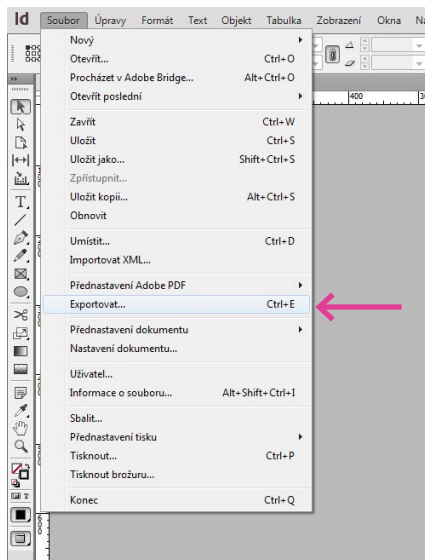 Id Soubor Úpravy Formát Text Objekt Tabulka Zobrazení Okna
Nový
Otevřít... Ctrl+O
Procházet v Adobe Bridge... Alt+Ctrl+O
Otevřít poslední
400
Zavřít Ctrl+W
Uložit Ctrl+S
Uložit jako... Shift+Ctrl+S
Zpřístupnit...
Uložit kopii... Alt+Ctrl+S
Obnovit
Umístit... Ctrl+D
Importovat XML...
Přednastavení Adobe PDF
Exportovat... Ctrl+E
Přednastavení dokumentu
Nastavení dokumentu...
Uživatel...
Informace o souboru... Alt+Shift+Ctrl+I
Sbalit...
Přednastavení tisku
Tisknout... Ctrl+P
Tisknout brožuru...
Konec Ctrl+Q